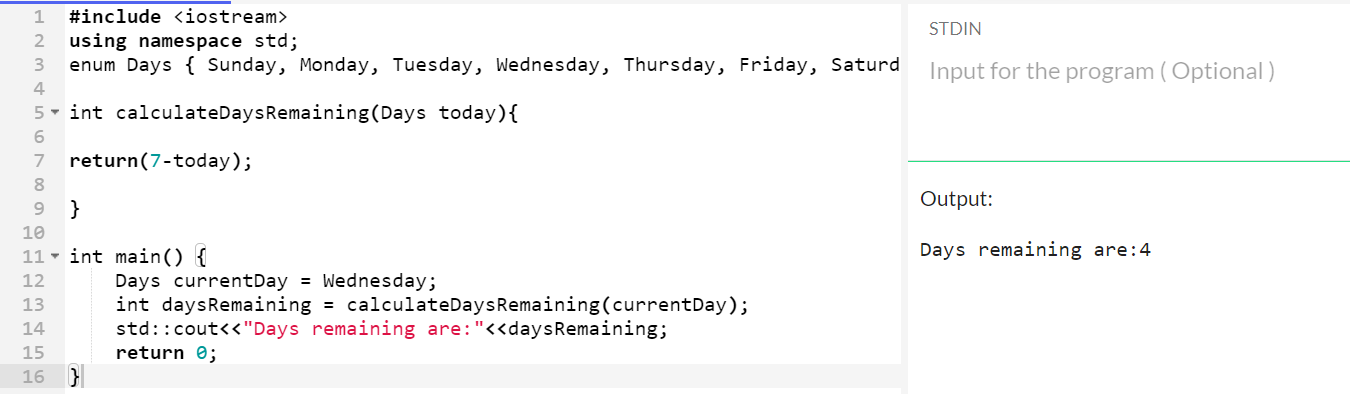 1 #include <iostream>
2 using namespace std;
3 enum Days { Sunday, Monday, Tuesday, Wednesday, Thursday, Friday, Saturd
4
5 int calculateDaysRemaining(Days today){
6
7 return(7-today);
8
9 }
10
11 int main() {
12 Days currentDay = Wednesday;
13 int daysRemaining = calculateDaysRemaining(currentDay);
14 std::cout<<"Days remaining are:"<<daysRemaining;
15 return 0;
16 }
STDIN
Input for the program ( Optional )
Output:
Days remaining are:4